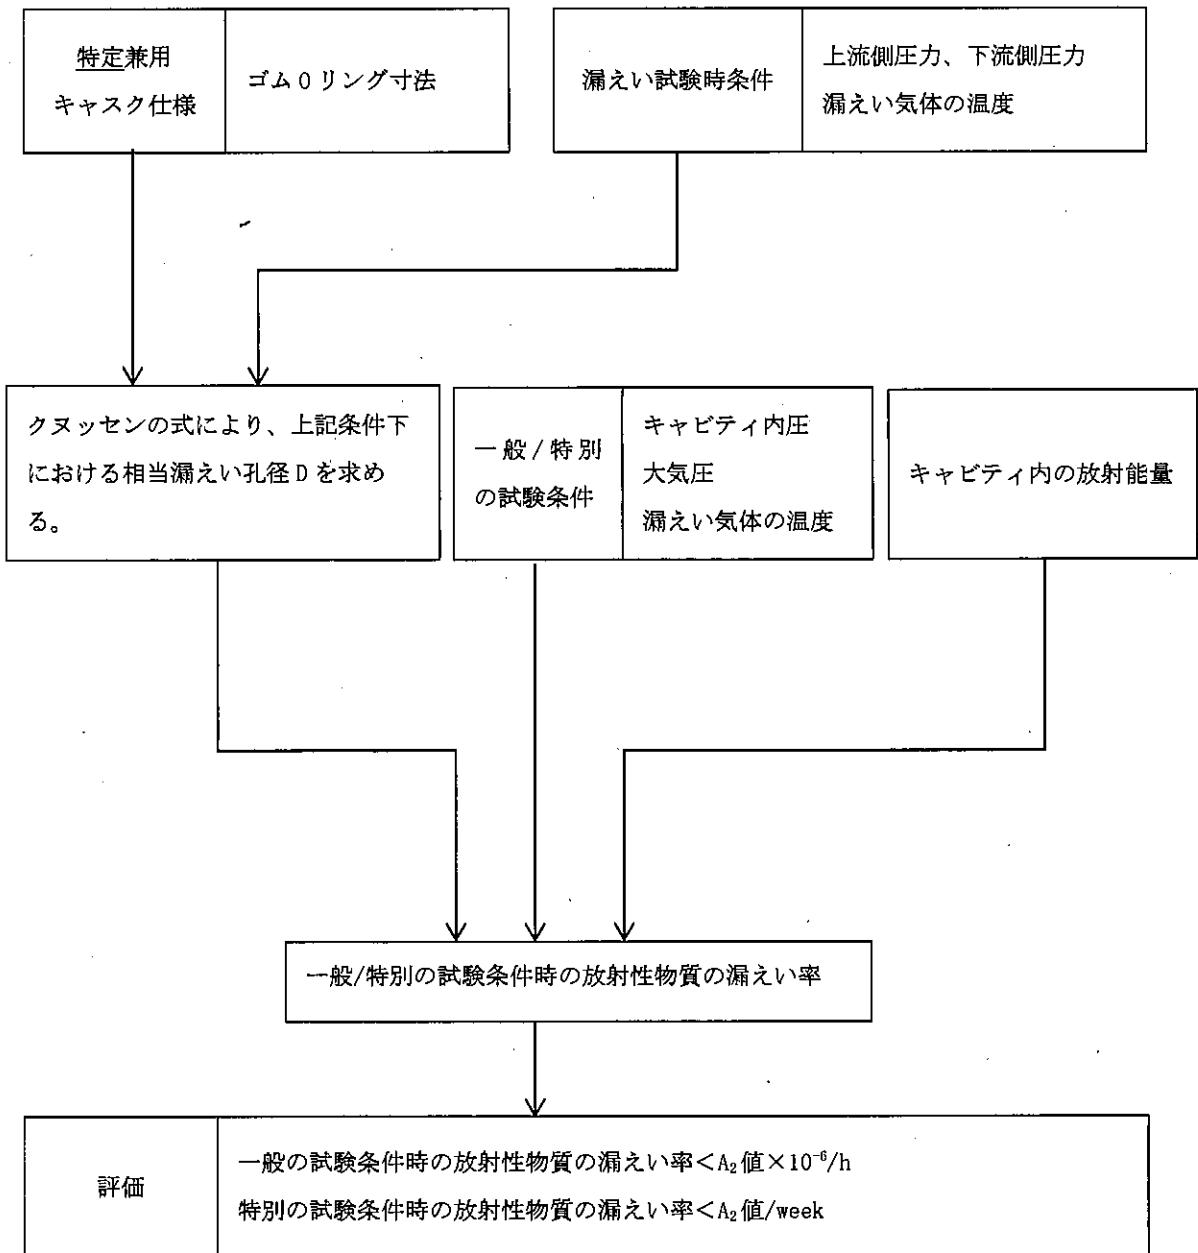 特定兼用
キャスク仕様
ゴムOリング寸法
漏えい試験時条件
上流側圧力、下流側圧力
漏えい気体の温度
クヌッセンの式により、上記条件下
における相当漏えい孔径Dを求め
る。
一般/特別
の試験条件
キャビティ内圧
大気圧
漏えい気体の温度
キャビティ内の放射能量
一般/特別の試験条件時の放射性物質の漏えい率
評価
一般の試験条件時の放射性物質の漏えい率<A₂値×10⁻⁶/h
特別の試験条件時の放射性物質の漏えい率<A₂値/week